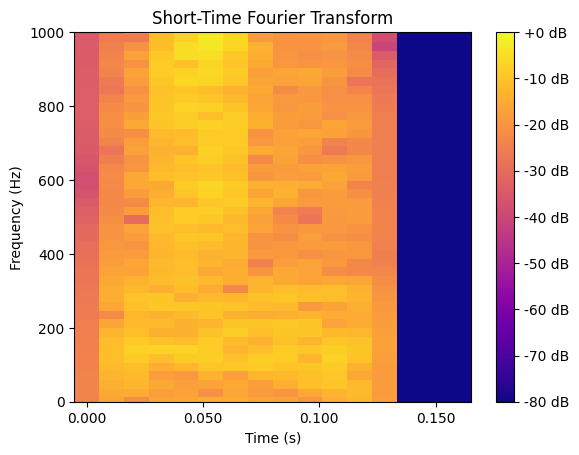 Short-Time Fourier Transform
1000
800
600
400
200
0
Frequency (Hz)
0.000
0.050
0.100
0.150
Time (s)
+0 dB
-10 dB
-20 dB
-30 dB
-40 dB
-50 dB
-60 dB
-70 dB
-80 dB